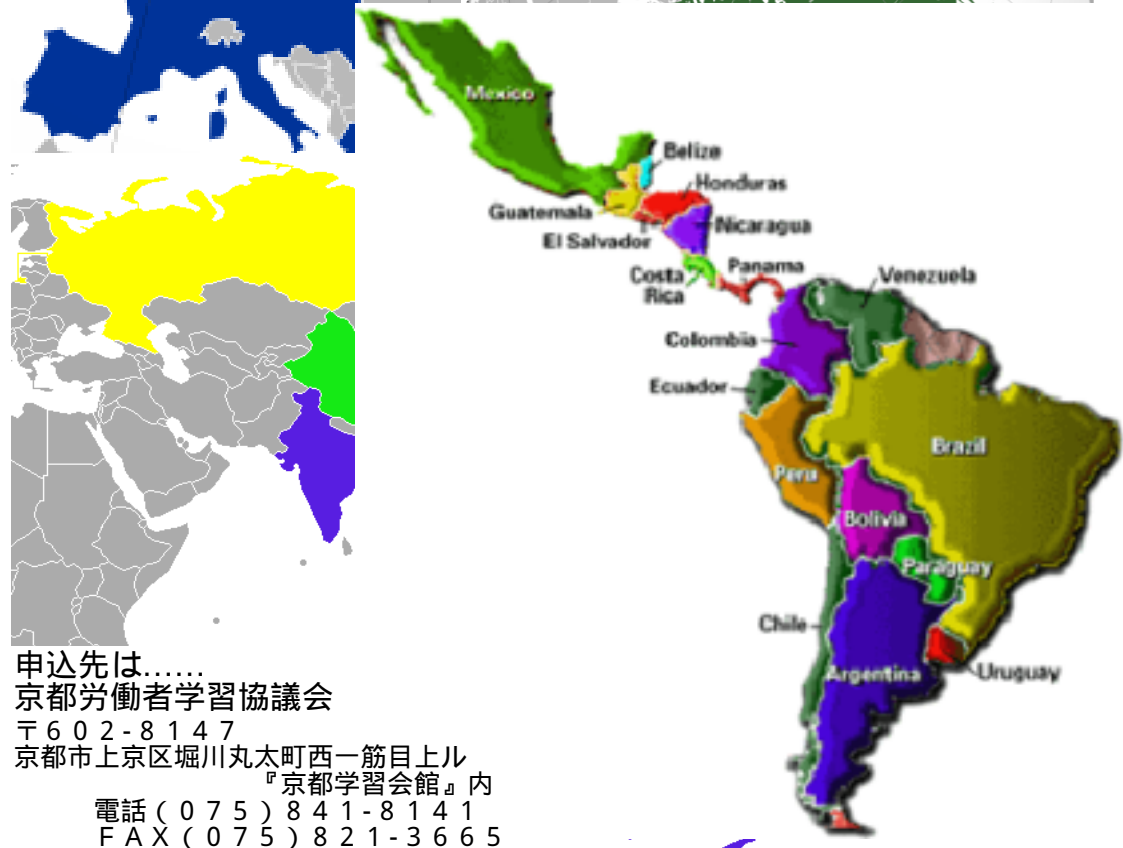 Mexico
Belize
Honduras
Guatemala
Nicaragua
El Salvador
Costa
Rica
Panama
Venezuela
Colombia
Ecuador
Brazil
Peru
Bolivia
Paraguay
Chile
Argentina
Uruguay
申込先は……
京都労働者学習協議会
〒602-8147
京都市上京区堀川丸太町西一筋目上ル
『京都学習会館』内
電話(075)841-8141
FAX(075)821-3665